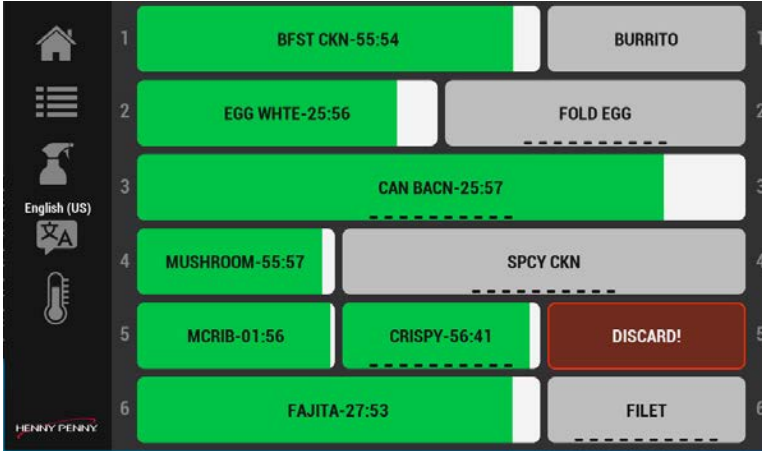 1 BFST CKN-55:54 BURRITO 1
2 EGG WHTE-25:56 FOLD EGG 2
3 CAN BACN-25:57 3
English (US)
文A
4 MUSHROOM-55:57 SPCY CKN 4
5 MCRIB-01:56 CRISPY-56:41 DISCARD! 5
6 FAJITA-27:53 FILET 6
HENNY PENNY